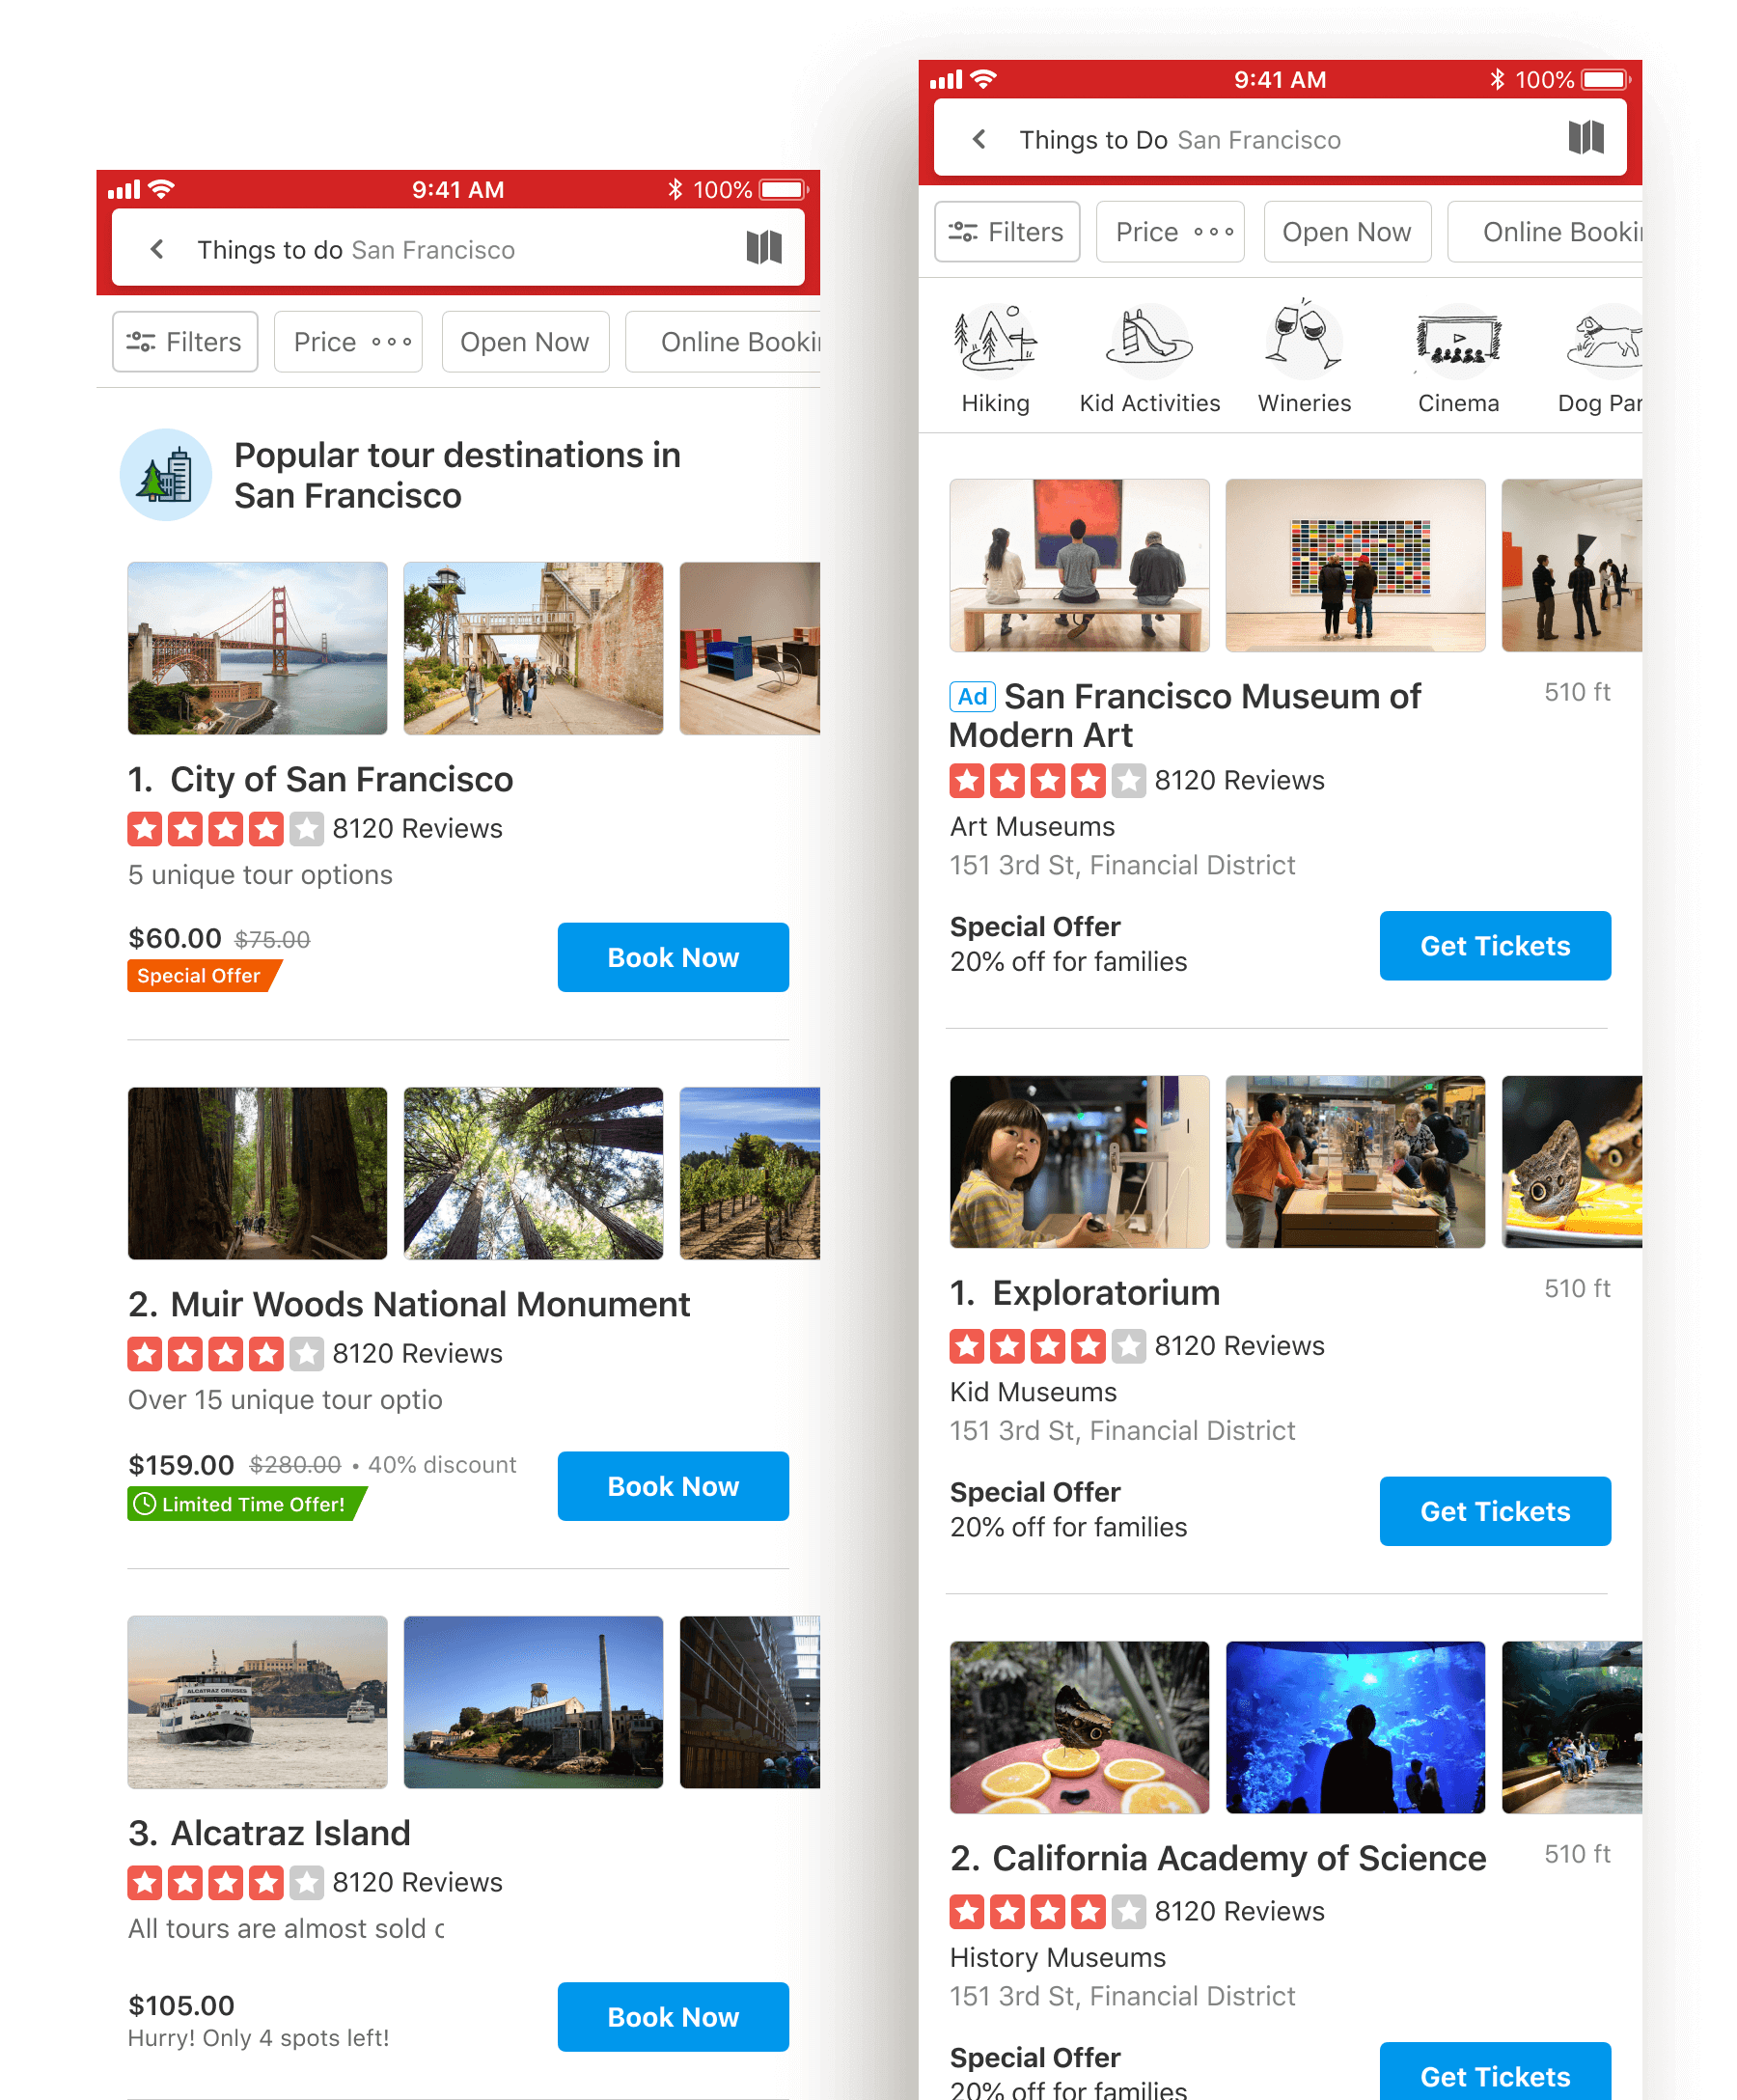 9:41 AM
100%
Things to do San Francisco
Filters
Price
Open Now
Online Bookin
Popular tour destinations in
San Francisco
1. City of San Francisco
8120 Reviews
5 unique tour options
$60.00 $75.00
Special Offer
Book Now
2. Muir Woods National Monument
8120 Reviews
Over 15 unique tour optio
$159.00 $280.00 • 40% discount
Limited Time Offer!
Book Now
ALCATRAZ CRUISES
3. Alcatraz Island
8120 Reviews
All tours are almost sold
$105.00
Hurry! Only 4 spots left!
Book Now
9:41 AM
100%
Things to Do San Francisco
Filters
Price
Open Now
Online Bookin
Hiking
Kid Activities
Wineries
Cinema
Dog Par
Ad San Francisco Museum of
Modern Art
510 ft
8120 Reviews
Art Museums
151 3rd St, Financial District
Special Offer
20% off for families
Get Tickets
1. Exploratorium
510 ft
8120 Reviews
Kid Museums
151 3rd St, Financial District
Special Offer
20% off for families
Get Tickets
2. California Academy of Science
510 ft
8120 Reviews
History Museums
151 3rd St, Financial District
Special Offer
20% off for families
Get Tickets